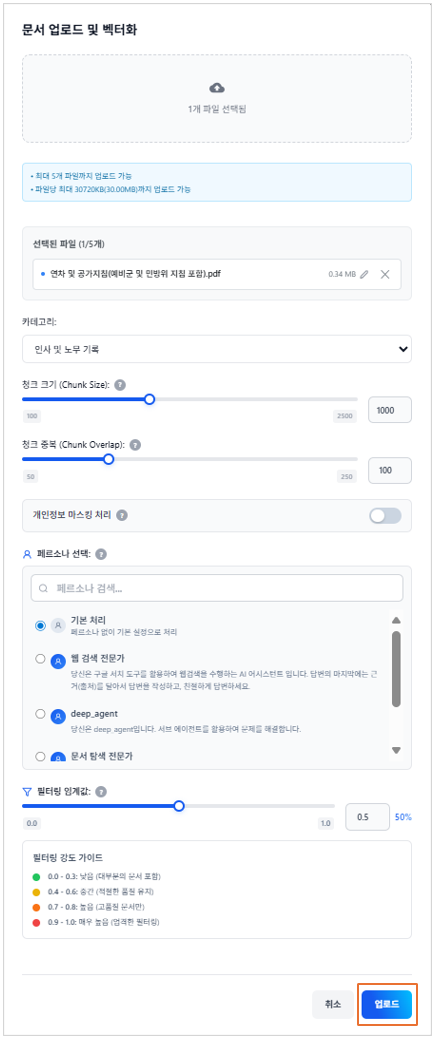 문서 업로드 및 벡터화
1개 파일 선택됨
• 최대 5개 파일까지 업로드 가능
• 파일당 최대 30720KB(30.00MB)까지 업로드 가능
선택된 파일 (1/5개)
연차 및 공가지침(예비군 및 민방위 지침 포함).pdf 0.34 MB
카테고리:
인사 및 노무 기록
청크 크기 (Chunk Size): ?
100 2500 1000
청크 중복 (Chunk Overlap): ?
50 250 100
개인정보 마스킹 처리 ?
페르소나 선택: ?
페르소나 검색...
기본 처리
페르소나 없이 기본 설정으로 처리
웹 검색 전문가
당신은 구글 서치 도구를 활용하여 웹검색을 수행하는 AI 어시스턴트 입니다. 답변의 마지막에는 근
거(출처)를 달아서 답변을 작성하고, 친절하게 답변하세요.
deep_agent
당신은 deep_agent입니다. 서브 에이전트를 활용하여 문제를 해결합니다.
문서 탐색 전문가
필터링 임계값: ?
0.0 1.0 0.5 50%
필터링 강도 가이드
0.0 - 0.3: 낮음 (대부분의 문서 포함)
0.4 - 0.6: 중간 (적절한 품질 유지)
0.7 - 0.8: 높음 (고품질 문서만)
0.9 - 1.0: 매우 높음 (엄격한 필터링)
취소 업로드